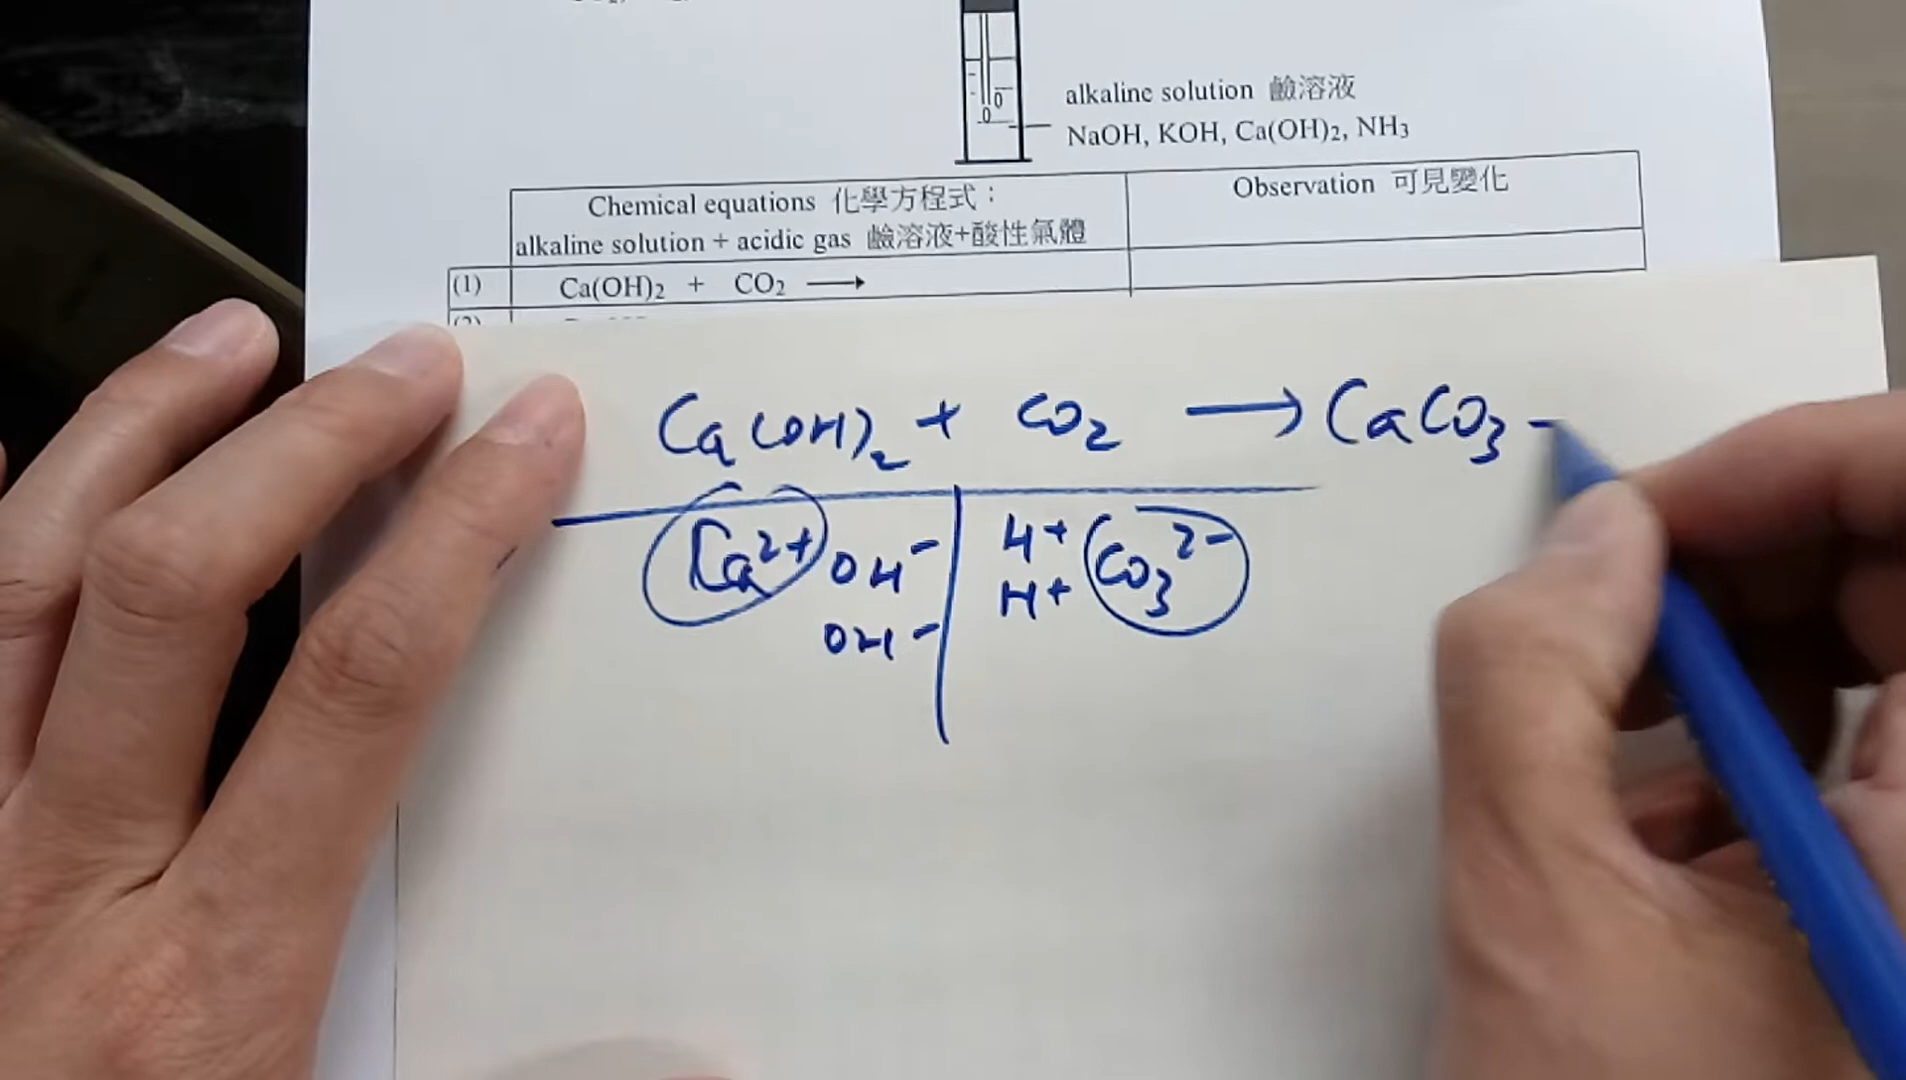 alkaline solution 鹼溶液
NaOH, KOH, Ca(OH)₂, NH₃
Chemical equations 化學方程式：
alkaline solution + acidic gas 鹼溶液+酸性氣體
Observation 可見變化
(1) Ca(OH)₂ + CO₂ ⟶
Ca(OH)₂ + CO₂ ⟶ CaCO₃
Ca²⁺ OH⁻ H⁺ CO₃²⁻
OH⁻ H⁺